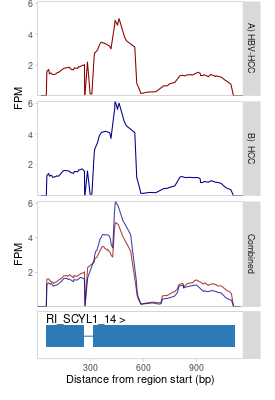 6
4
2
FPM
A) HBV-HCC
6
4
2
B) HCC
6
4
2
FPM
Combined
RI_SCYL1_14 >
300 600 900
Distance from region start (bp)